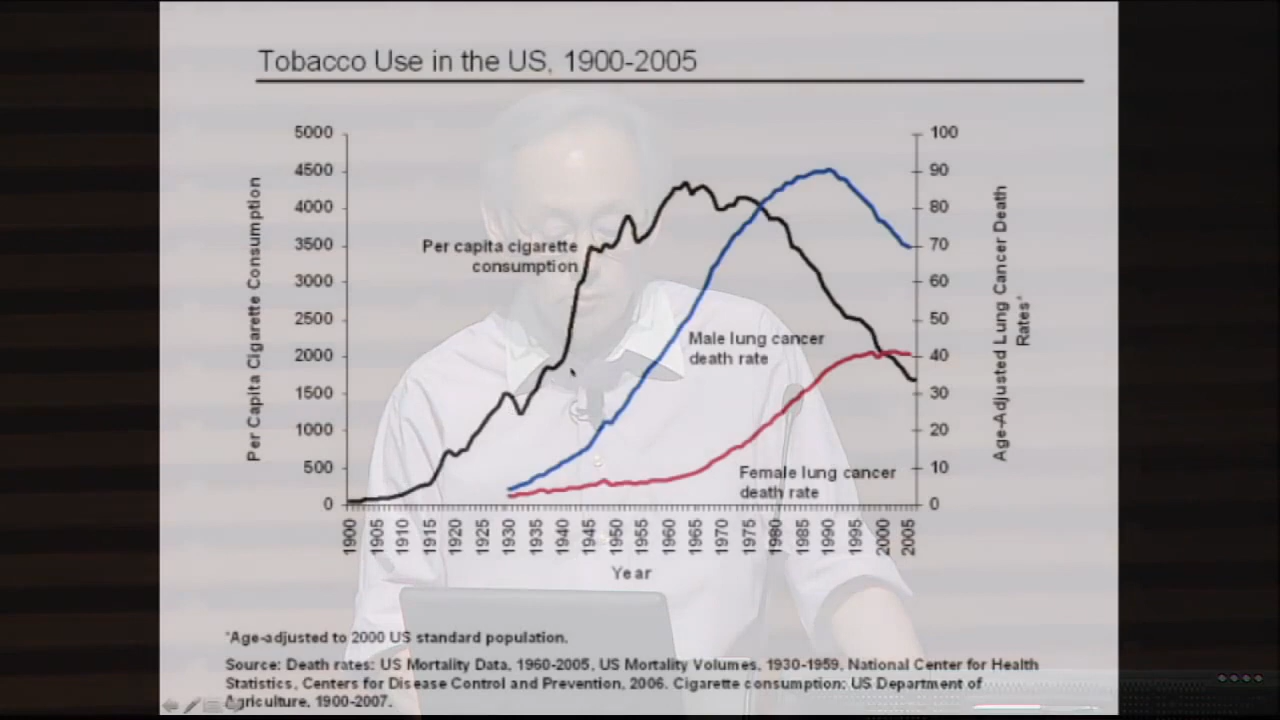 Tobacco Use in the US, 1900-2005
5000
4500
4000
3500
3000
2500
2000
1500
1000
500
0
100
90
80
70
60
50
40
30
20
10
0
Per Capita Cigarette Consumption
Age-Adjusted Lung Cancer Death
Rates*
Per capita cigarette
consumption
Male lung cancer
death rate
Female lung cancer
death rate
1900
1905
1910
1915
1920
1925
1930
1935
1940
1945
1950
1955
1960
1965
1970
1975
1980
1985
1990
1995
2000
2005
Year
*Age-adjusted to 2000 US standard population.
Source: Death rates: US Mortality Data, 1960-2005, US Mortality Volumes, 1930-1959, National Center for Health
Statistics, Centers for Disease Control and Prevention, 2006. Cigarette consumption: US Department of
Agriculture, 1900-2007.